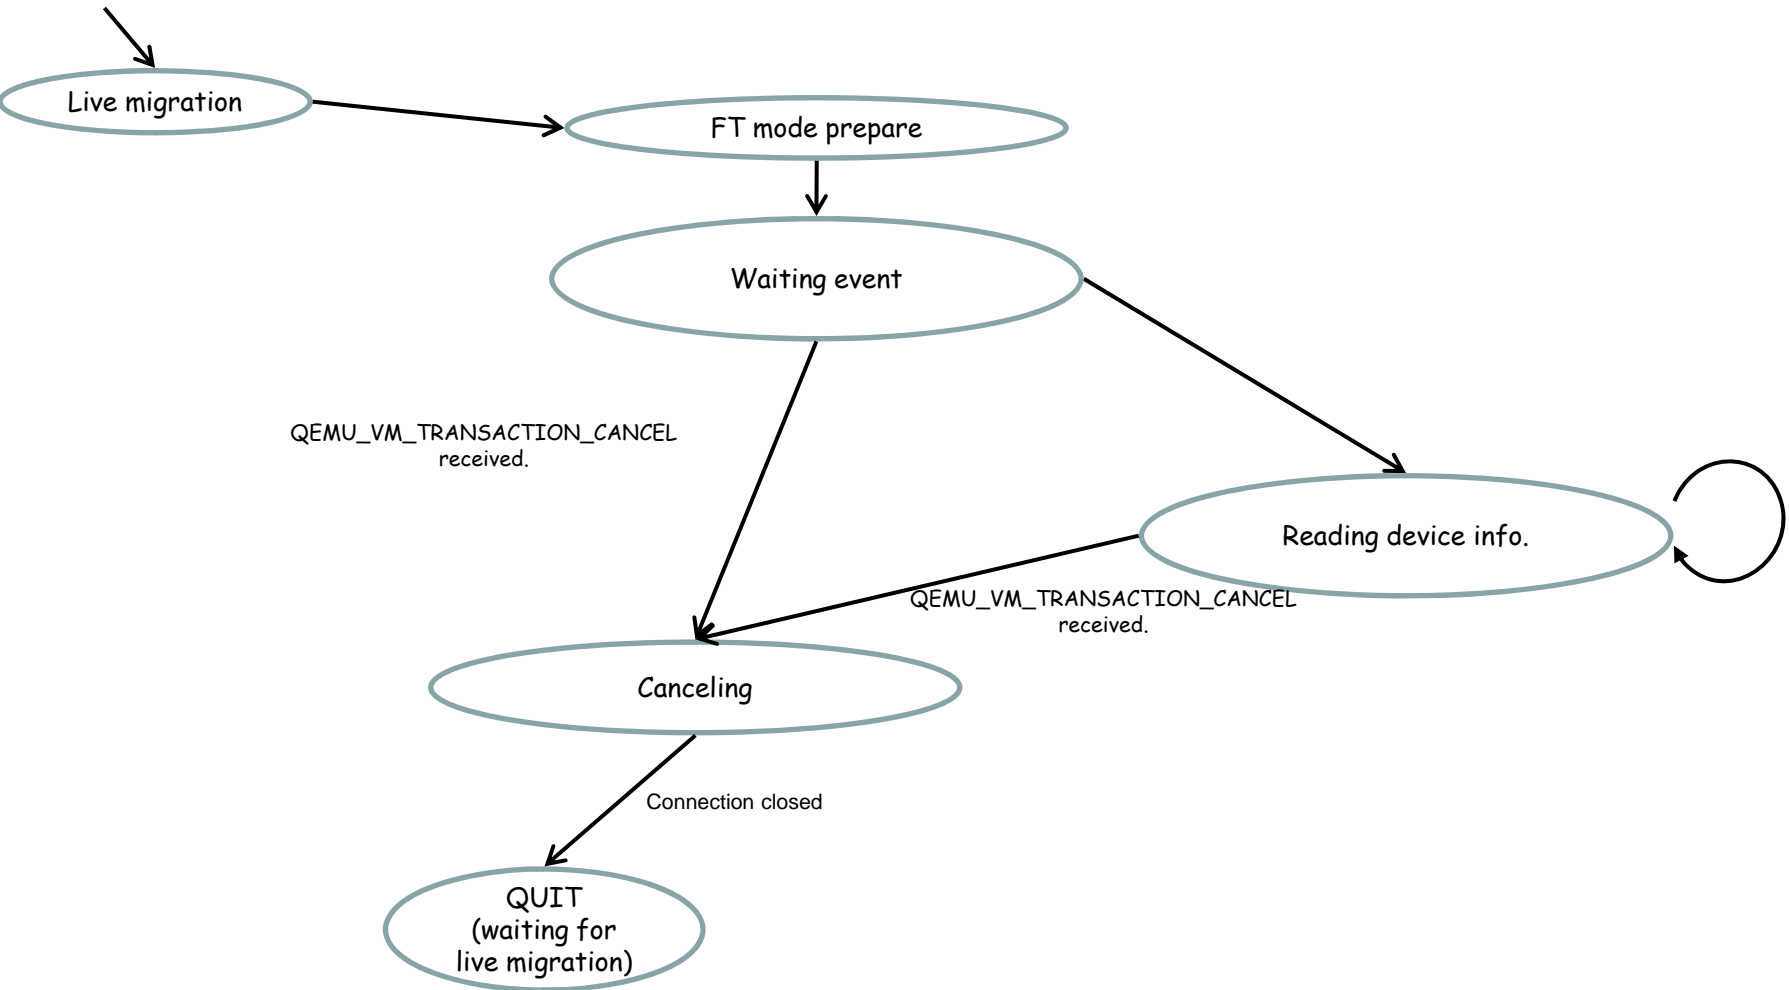 Live migration
FT mode prepare
Waiting event
QEMU_VM_TRANSACTION_CANCEL
received.
Reading device info.
QEMU_VM_TRANSACTION_CANCEL
received.
Canceling
Connection closed
QUIT
(waiting for
live migration)